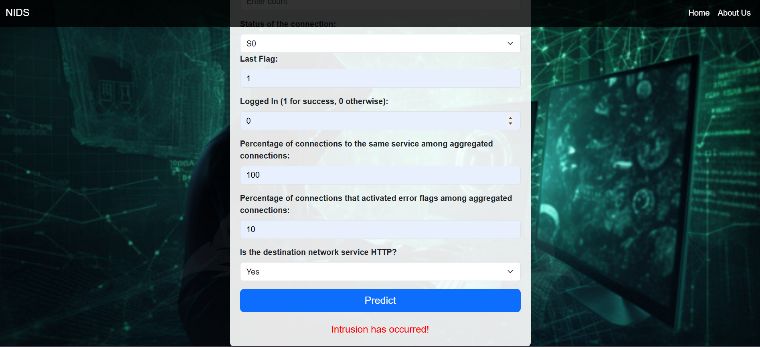 NIDS
Home About Us
Enter count
Status of the connection:
S0
Last Flag:
1
Logged In (1 for success, 0 otherwise):
0
Percentage of connections to the same service among aggregated
connections:
100
Percentage of connections that activated error flags among aggregated
connections:
10
Is the destination network service HTTP?
Yes
Predict
Intrusion has occurred!